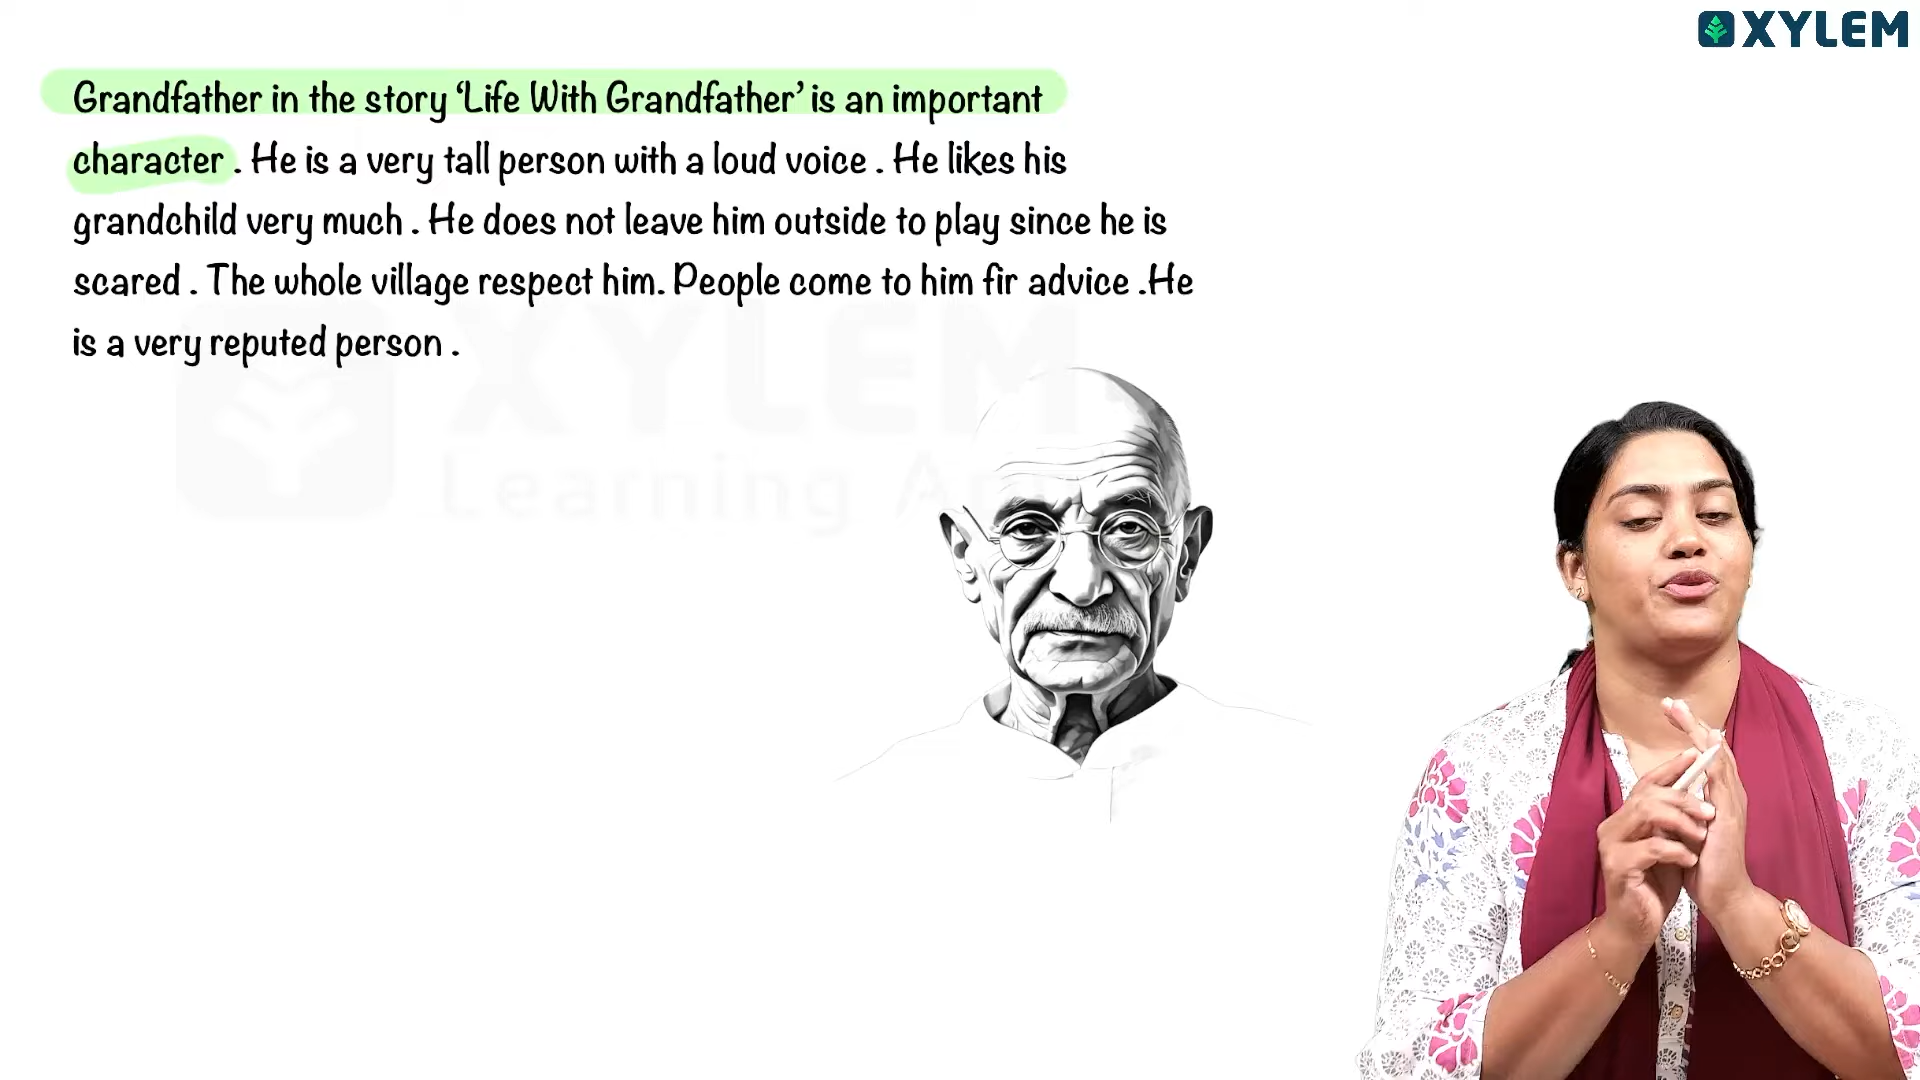 XYLEM
Grandfather in the story ‘Life With Grandfather’ is an important
character . He is a very tall person with a loud voice . He likes his
grandchild very much . He does not leave him outside to play since he is
scared . The whole village respect him. People come to him fir advice .He
is a very reputed person .
XYLEM
Learning